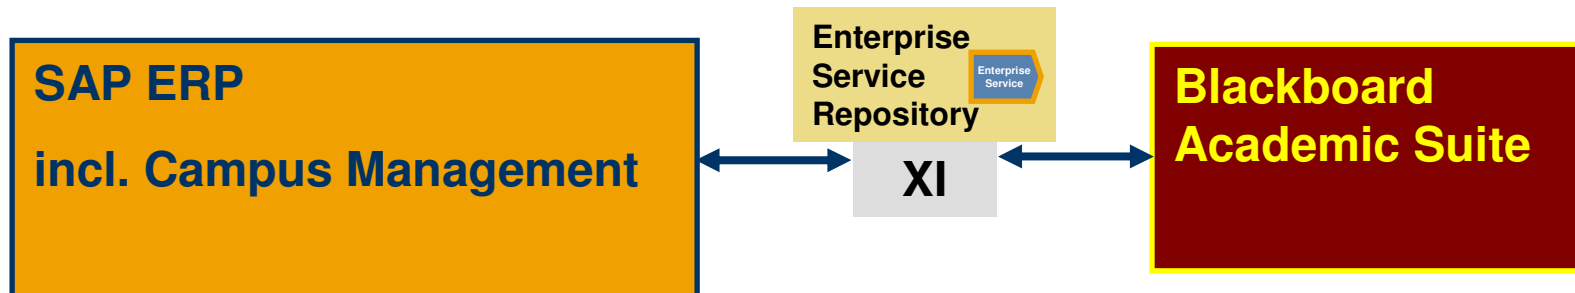 SAP ERP
incl. Campus Management
Enterprise
Service
Repository
Enterprise
Service
XI
Blackboard
Academic Suite